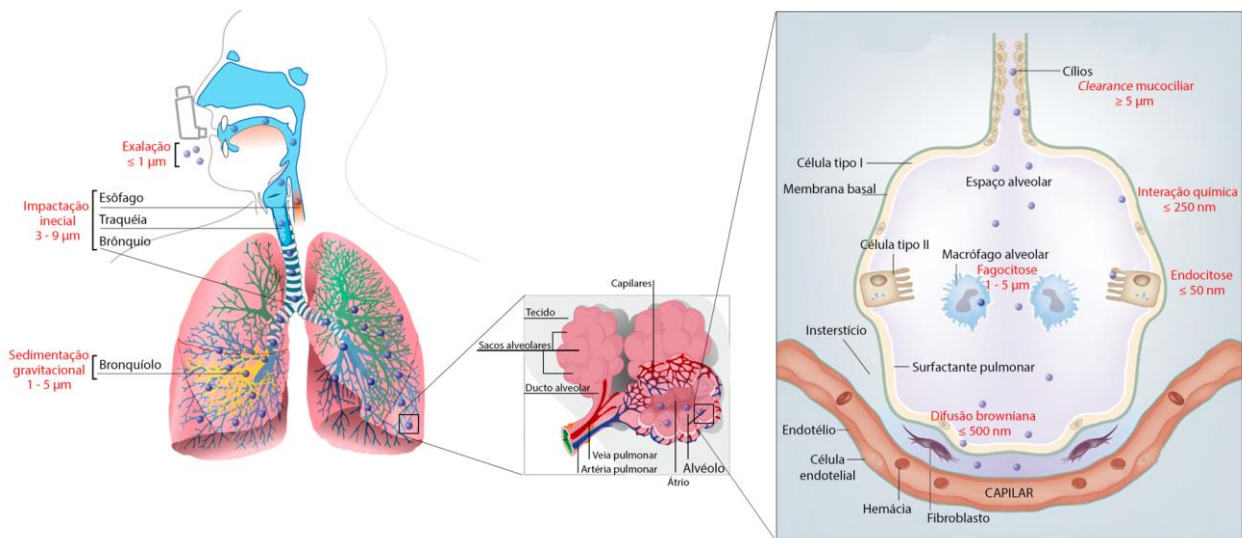 Exalação
≤ 1 μm
Impactação
inecial
3 - 9 μm
Esôfago
Traquéia
Brônquio
Sedimentação
gravitacional
1 - 5 μm
Bronquíolo
Capilares
Tecido
Sacos alveolares
Ducto alveolar
Veia pulmonar
Artéria pulmonar
Alvéolo
Átrio
Cílios
Clearance mucociliar
≥ 5 μm
Célula tipo I
Membrana basal
Espaço alveolar
Interação química
≤ 250 nm
Célula tipo II
Macrófago alveolar
Fagocitose
1 - 5 μm
Endocitose
≤ 50 nm
Insterstício
Surfactante pulmonar
Difusão browniana
≤ 500 nm
Endotélio
Célula
endotelial
Hemácia
Fibroblasto
CAPILAR